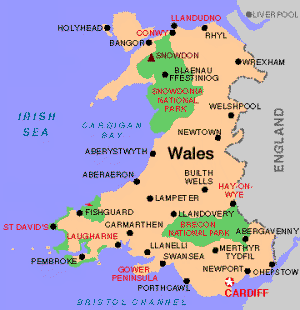 LIVERPOOL
LLANDUDNO
HOLYHEAD
CONWY
RHYL
BANGOR
SNOWDON
WREXHAM
BLAENAU
FFESTINIOG
SNOWDONIA
NATIONAL
PARK
IRISH
SEA
WELSHPOOL
CARDIGAN
BAY
NEWTOWN
ENGLAND
ABERYSTWYTH
Wales
ABERAERON
BUILTH
WELLS
HAY-ON-
WYE
LAMPETER
FISHGUARD
LLANDOVERY
ST DAVID'S
CARMARTHEN
BRECON
NATIONAL PARK
ABERGAVENNY
LAUGHARNE
LLANELLI
MERTHYR
TYDFIL
PEMBROKE
SWANSEA
GOWER
PENINSULA
NEWPORT
CHEPSTOW
PORTHCAWL
CARDIFF
BRISTOL CHANNEL